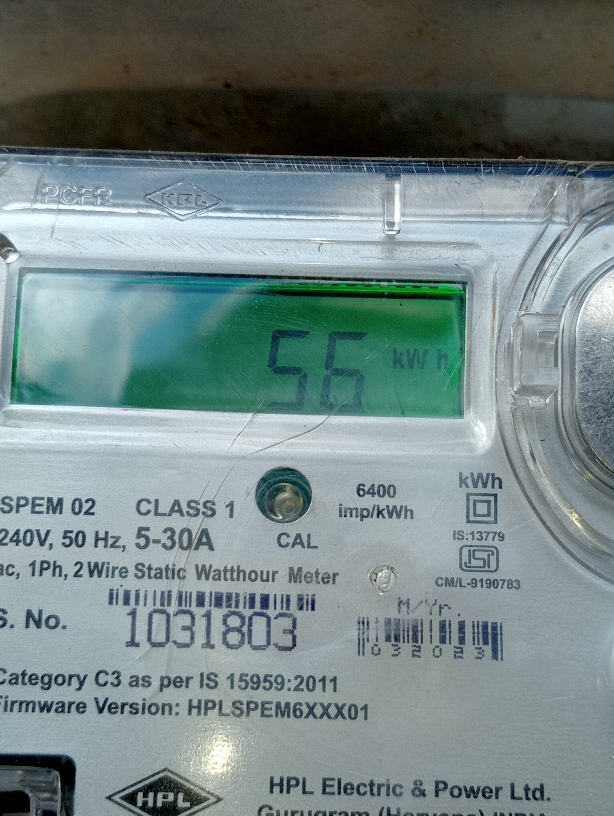 PCFR HPL
56 kWh
SPEM 02 CLASS 1 6400 imp/kWh kWh
240V, 50 Hz, 5-30A CAL IS:13779
ac, 1Ph, 2 Wire Static Watthour Meter
CM/L-9190783
S. No. 1031803
M/Yr.
032023
Category C3 as per IS 15959:2011
Firmware Version: HPLSPEM6XXX01
HPL HPL Electric & Power Ltd.
Gurugram (Haryana)